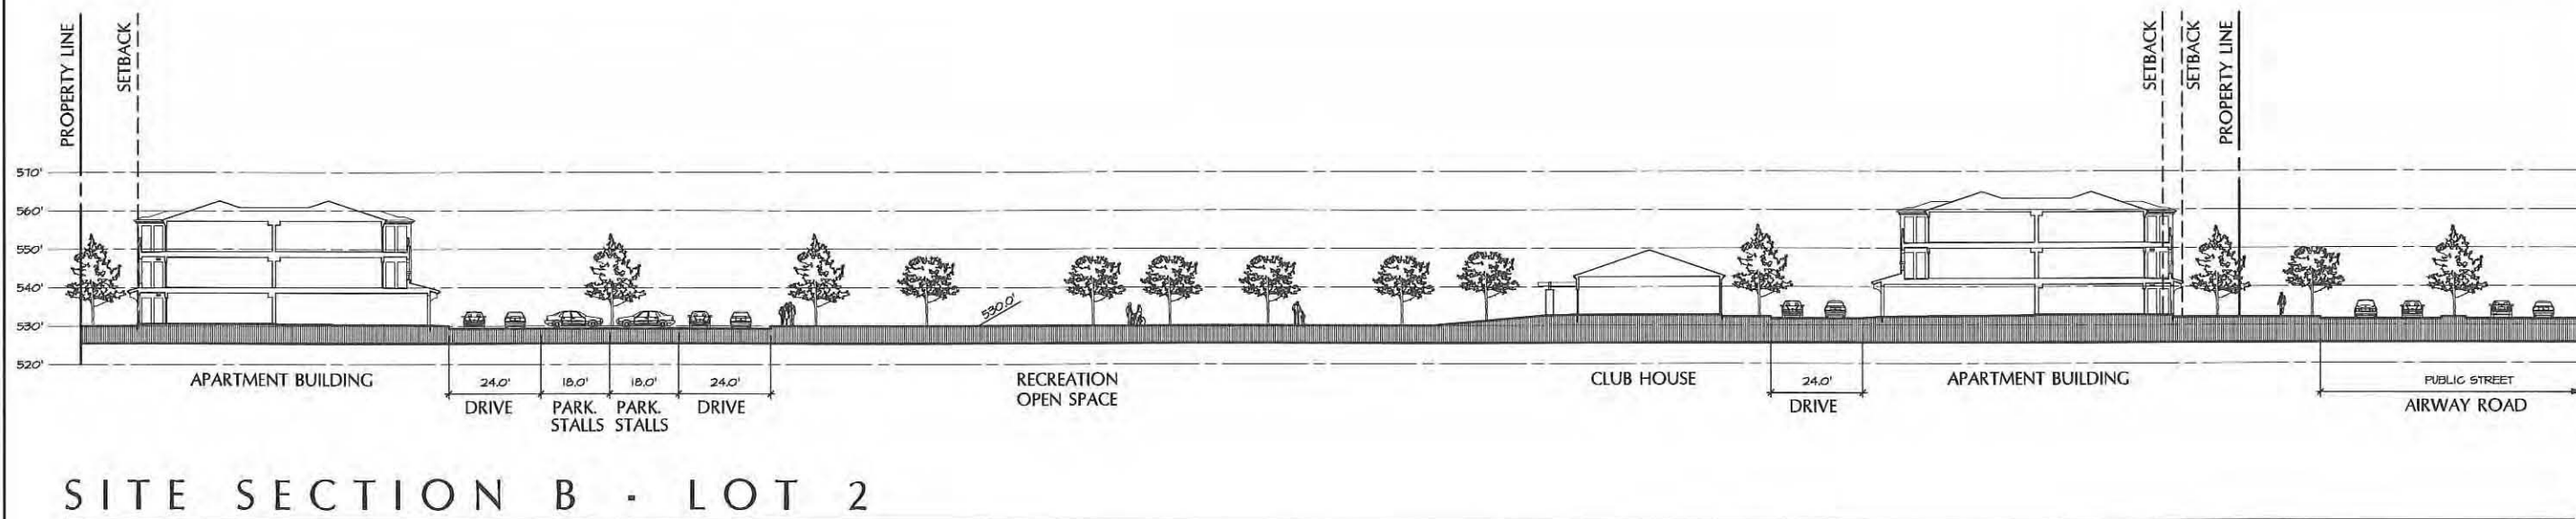 PROPERTY LINE
SETBACK
SETBACK
SETBACK
PROPERTY LINE
570'
560'
550'
540'
530'
520'
530.0'
APARTMENT BUILDING
24.0'
DRIVE
18.0'
PARK.
STALLS
18.0'
PARK.
STALLS
24.0'
DRIVE
RECREATION
OPEN SPACE
CLUB HOUSE
24.0'
DRIVE
APARTMENT BUILDING
PUBLIC STREET
AIRWAY ROAD
SITE SECTION B - LOT 2